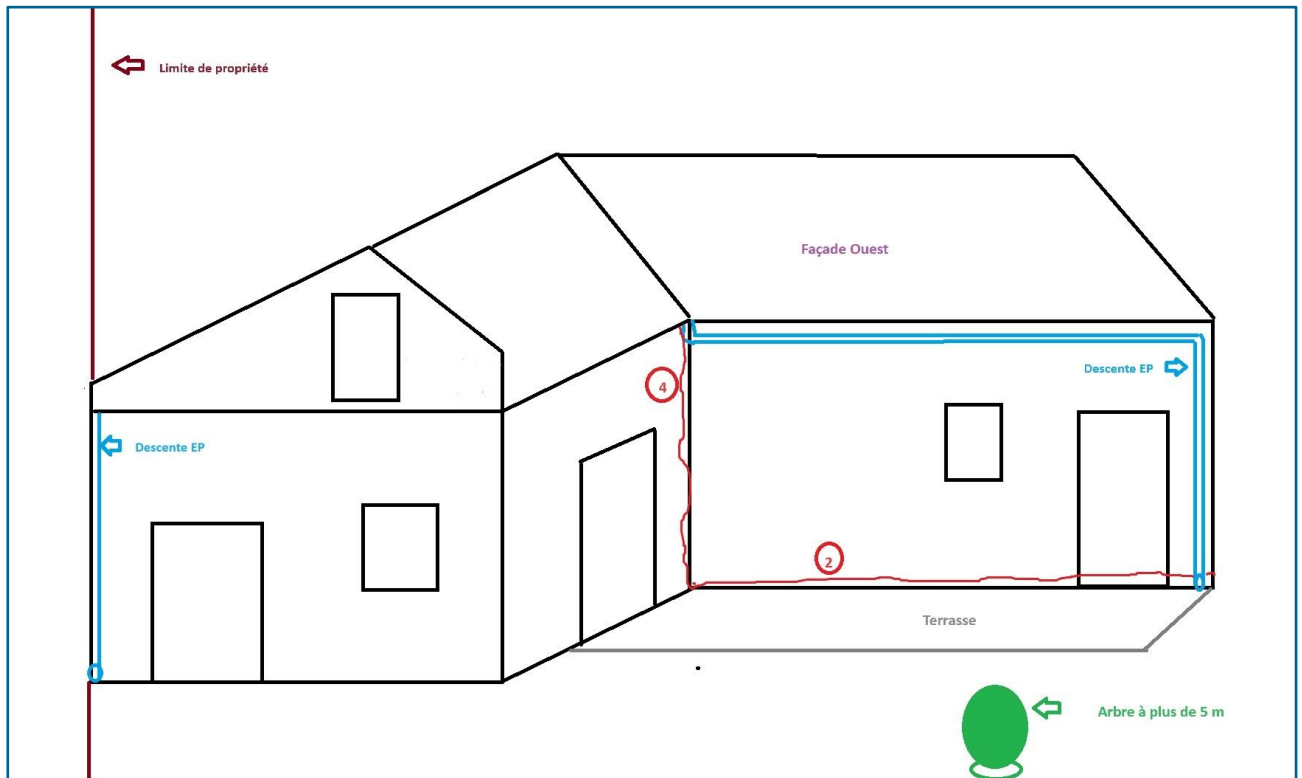 Limite de propriété
Façade Ouest
Descente EP
4
Descente EP
2
Terrasse
Arbre à plus de 5 m